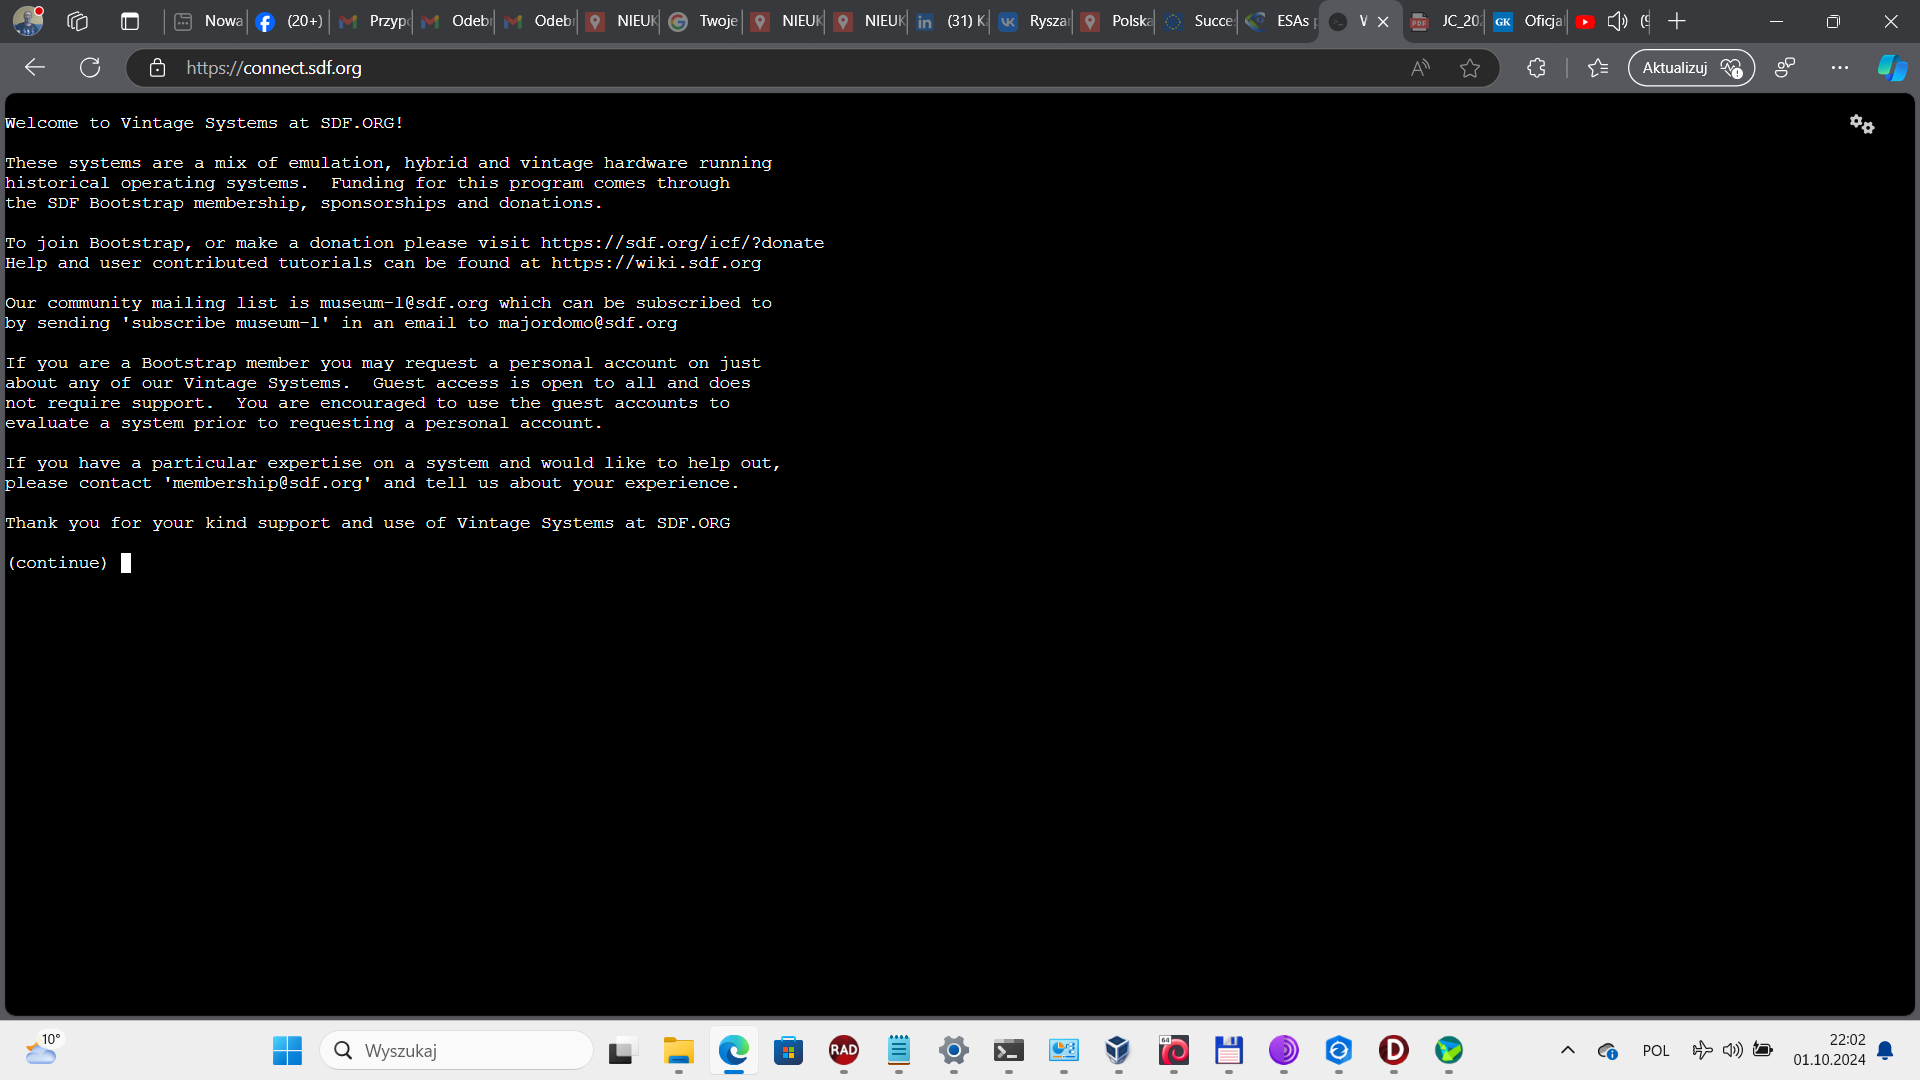 Nowa
(20+)
Przypo
Odebr
Odebr
NIEUK
Twoje
NIEUK
NIEUK
(31) K
Rysza
Polska
Succe
ESAs p
JC_202
GK
Oficja
https://connect.sdf.org
Aktualizuj
Welcome to Vintage Systems at SDF.ORG!
These systems are a mix of emulation, hybrid and vintage hardware running
historical operating systems.  Funding for this program comes through
the SDF Bootstrap membership, sponsorships and donations.
To join Bootstrap, or make a donation please visit https://sdf.org/icf/?donate
Help and user contributed tutorials can be found at https://wiki.sdf.org
Our community mailing list is museum-l@sdf.org which can be subscribed to
by sending 'subscribe museum-l' in an email to majordomo@sdf.org
If you are a Bootstrap member you may request a personal account on just
about any of our Vintage Systems.  Guest access is open to all and does
not require support.  You are encouraged to use the guest accounts to
evaluate a system prior to requesting a personal account.
If you have a particular expertise on a system and would like to help out,
please contact 'membership@sdf.org' and tell us about your experience.
Thank you for your kind support and use of Vintage Systems at SDF.ORG
(continue)
10°
Wyszukaj
RAD
64
D
POL
22:02
01.10.2024